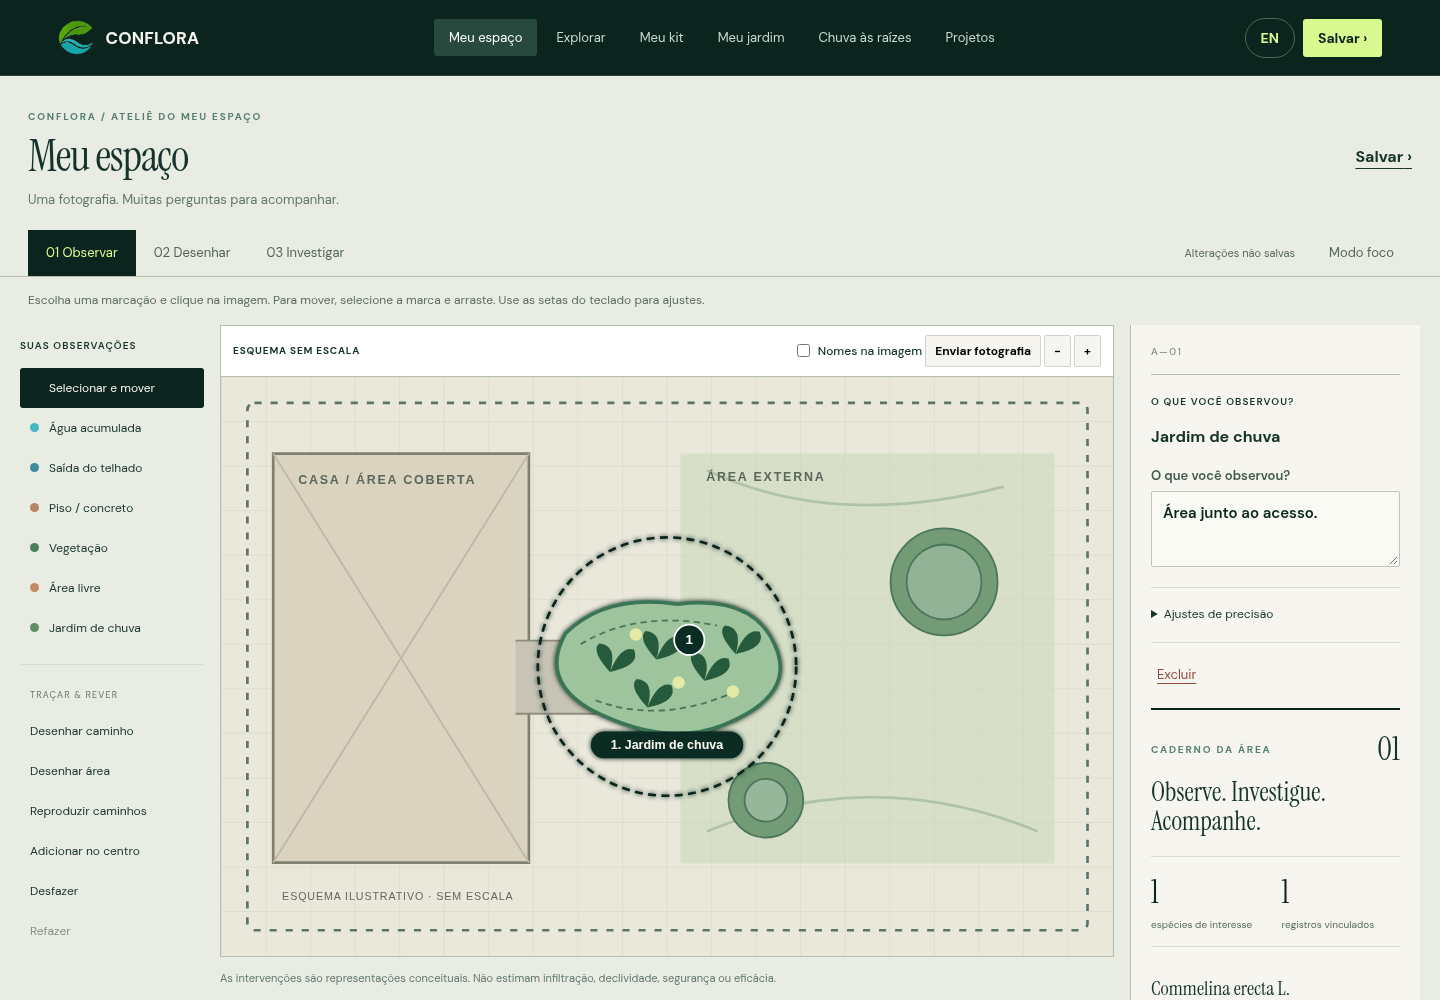 CONFLORA
Meu espaço
Explorar
Meu kit
Meu jardim
Chuva às raízes
Projetos
EN
Salvar ›
CONFLORA / ATELIÊ DO MEU ESPAÇO
Meu espaço
Salvar ›
Uma fotografia. Muitas perguntas para acompanhar.
01 Observar
02 Desenhar
03 Investigar
Alterações não salvas
Modo foco
Escolha uma marcação e clique na imagem. Para mover, selecione a marca e arraste. Use as setas do teclado para ajustes.
SUAS OBSERVAÇÕES
Selecionar e mover
Água acumulada
Saída do telhado
Piso / concreto
Vegetação
Área livre
Jardim de chuva
TRAÇAR & REVER
Desenhar caminho
Desenhar área
Reproduzir caminhos
Adicionar no centro
Desfazer
Refazer
ESQUEMA SEM ESCALA
Nomes na imagem
Enviar fotografia
−
+
CASA / ÁREA COBERTA
ÁREA EXTERNA
1
1. Jardim de chuva
ESQUEMA ILUSTRATIVO · SEM ESCALA
As intervenções são representações conceituais. Não estimam infiltração, declividade, segurança ou eficácia.
A—01
O QUE VOCÊ OBSERVOU?
Jardim de chuva
O que você observou?
Área junto ao acesso.
Ajustes de precisão
Excluir
CADERNO DA ÁREA
01
Observe. Investigue.
Acompanhe.
1
espécies de interesse
1
registros vinculados
Commelina erecta L.